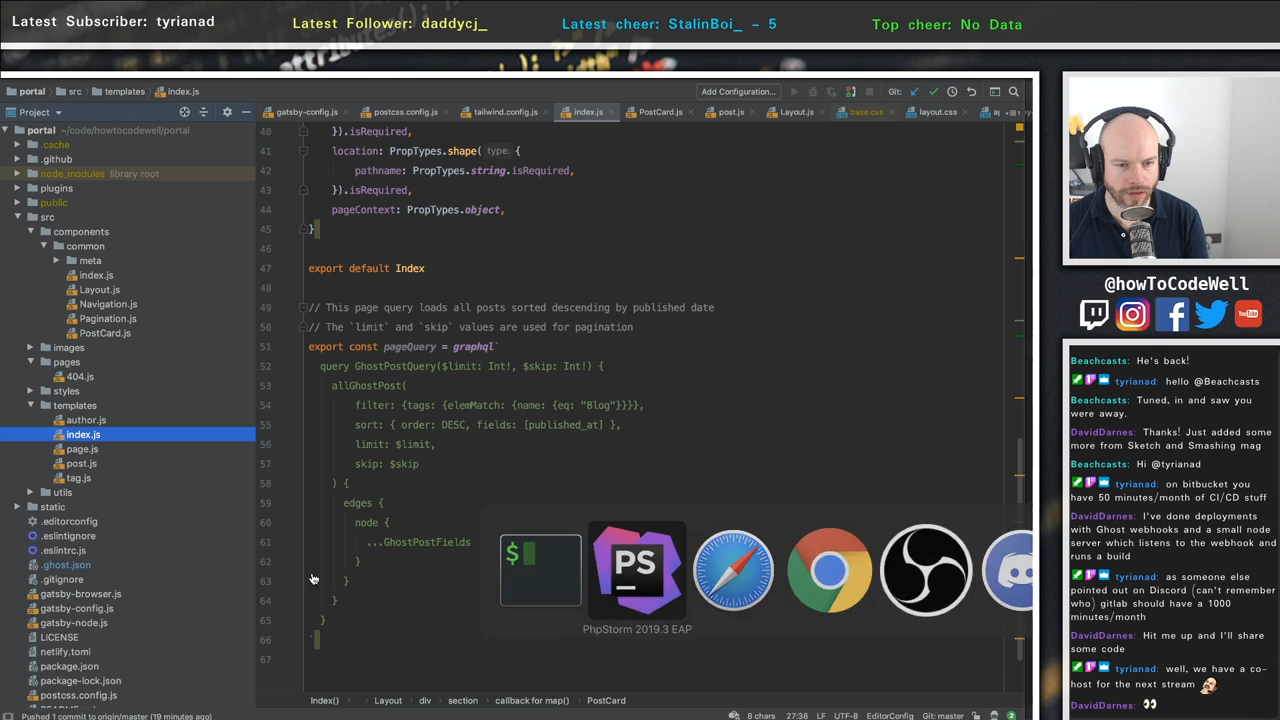 Latest Subscriber: tyrianad
Latest Follower: daddycj_
Latest cheer: StalinBoi_ - 5
Top cheer: No Data
portal
src
templates
index.js
Add Configuration...
Git:
Project
gatsby-config.js
postcss.config.js
tailwind.config.js
index.js
PostCard.js
post.js
Layout.js
base.css
layout.css
portal ~/code/howtocodewell/portal
.cache
.github
node_modules library root
plugins
public
src
components
common
meta
index.js
Layout.js
Navigation.js
Pagination.js
PostCard.js
images
pages
404.js
styles
templates
author.js
index.js
page.js
post.js
tag.js
utils
static
.editorconfig
.eslintignore
.eslintrc.js
.ghost.json
.gitignore
gatsby-browser.js
gatsby-config.js
gatsby-node.js
LICENSE
netlify.toml
package.json
package-lock.json
postcss.config.js
40 }).isRequired,
41 location: PropTypes.shape( type: {
42 pathname: PropTypes.string.isRequired,
43 }).isRequired,
44 pageContext: PropTypes.object,
45 }
46
47 export default Index
48
49 // This page query loads all posts sorted descending by published date
50 // The `limit` and `skip` values are used for pagination
51 export const pageQuery = graphql`
52 query GhostPostQuery($limit: Int!, $skip: Int!) {
53 allGhostPost(
54 filter: {tags: {elemMatch: {name: {eq: "Blog"}}}},
55 sort: { order: DESC, fields: [published_at] },
56 limit: $limit,
57 skip: $skip
58 ) {
59 edges {
60 node {
61 ...GhostPostFields
62 }
63 }
64 }
65 }
66 `
67
$
PS
PhpStorm 2019.3 EAP
Index()
Layout
div
section
callback for map()
PostCard
Pushed 1 commit to origin/master (19 minutes ago)
8 chars
27:38
LF
UTF-8
EditorConfig
Git: master
2
@howToCodeWell
You Tube
Beachcasts: He's back!
tyrianad: hello @Beachcasts
Beachcasts: Tuned, in and saw you
were away.
DavidDarnes: Thanks! Just added some
more from Sketch and Smashing mag
Beachcasts: Hi @tyrianad
tyrianad: on bitbucket you
have 50 minutes/month of CI/CD stuff
DavidDarnes: I've done deployments
with Ghost webhooks and a small node
server which listens to the webhook and
runs a build
tyrianad: as someone else
pointed out on Discord (can't remember
who) gitlab should have a 1000
minutes/month
DavidDarnes: Hit me up and I'll share
some code
tyrianad: well, we have a co-
host for the next stream
DavidDarnes: